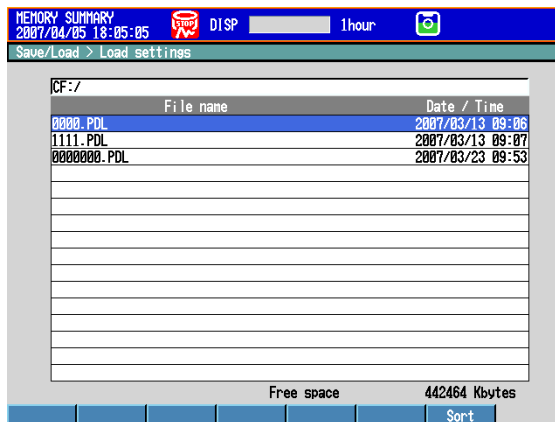 MEMORY SUMMARY
2007/04/05 18:05:05 STOP DISP 1hour
Save/Load > Load settings
CF:/
File name Date / Time
0000.PDL 2007/03/13 09:06
1111.PDL 2007/03/13 09:07
0000000.PDL 2007/03/23 09:53
Free space 442464 Kbytes
Sort